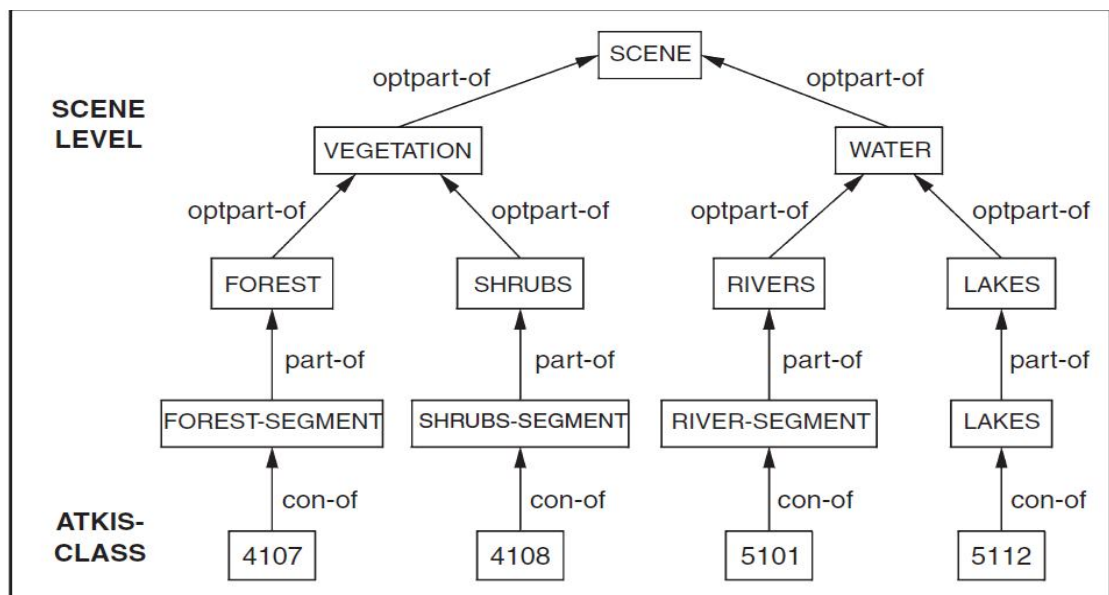 SCENE
optpart-of
optpart-of
SCENE
LEVEL
VEGETATION
WATER
optpart-of
optpart-of
optpart-of
optpart-of
FOREST
SHRUBS
RIVERS
LAKES
part-of
part-of
part-of
part-of
FOREST-SEGMENT
SHRUBS-SEGMENT
RIVER-SEGMENT
LAKES
con-of
con-of
con-of
con-of
ATKIS-
CLASS
4107
4108
5101
5112